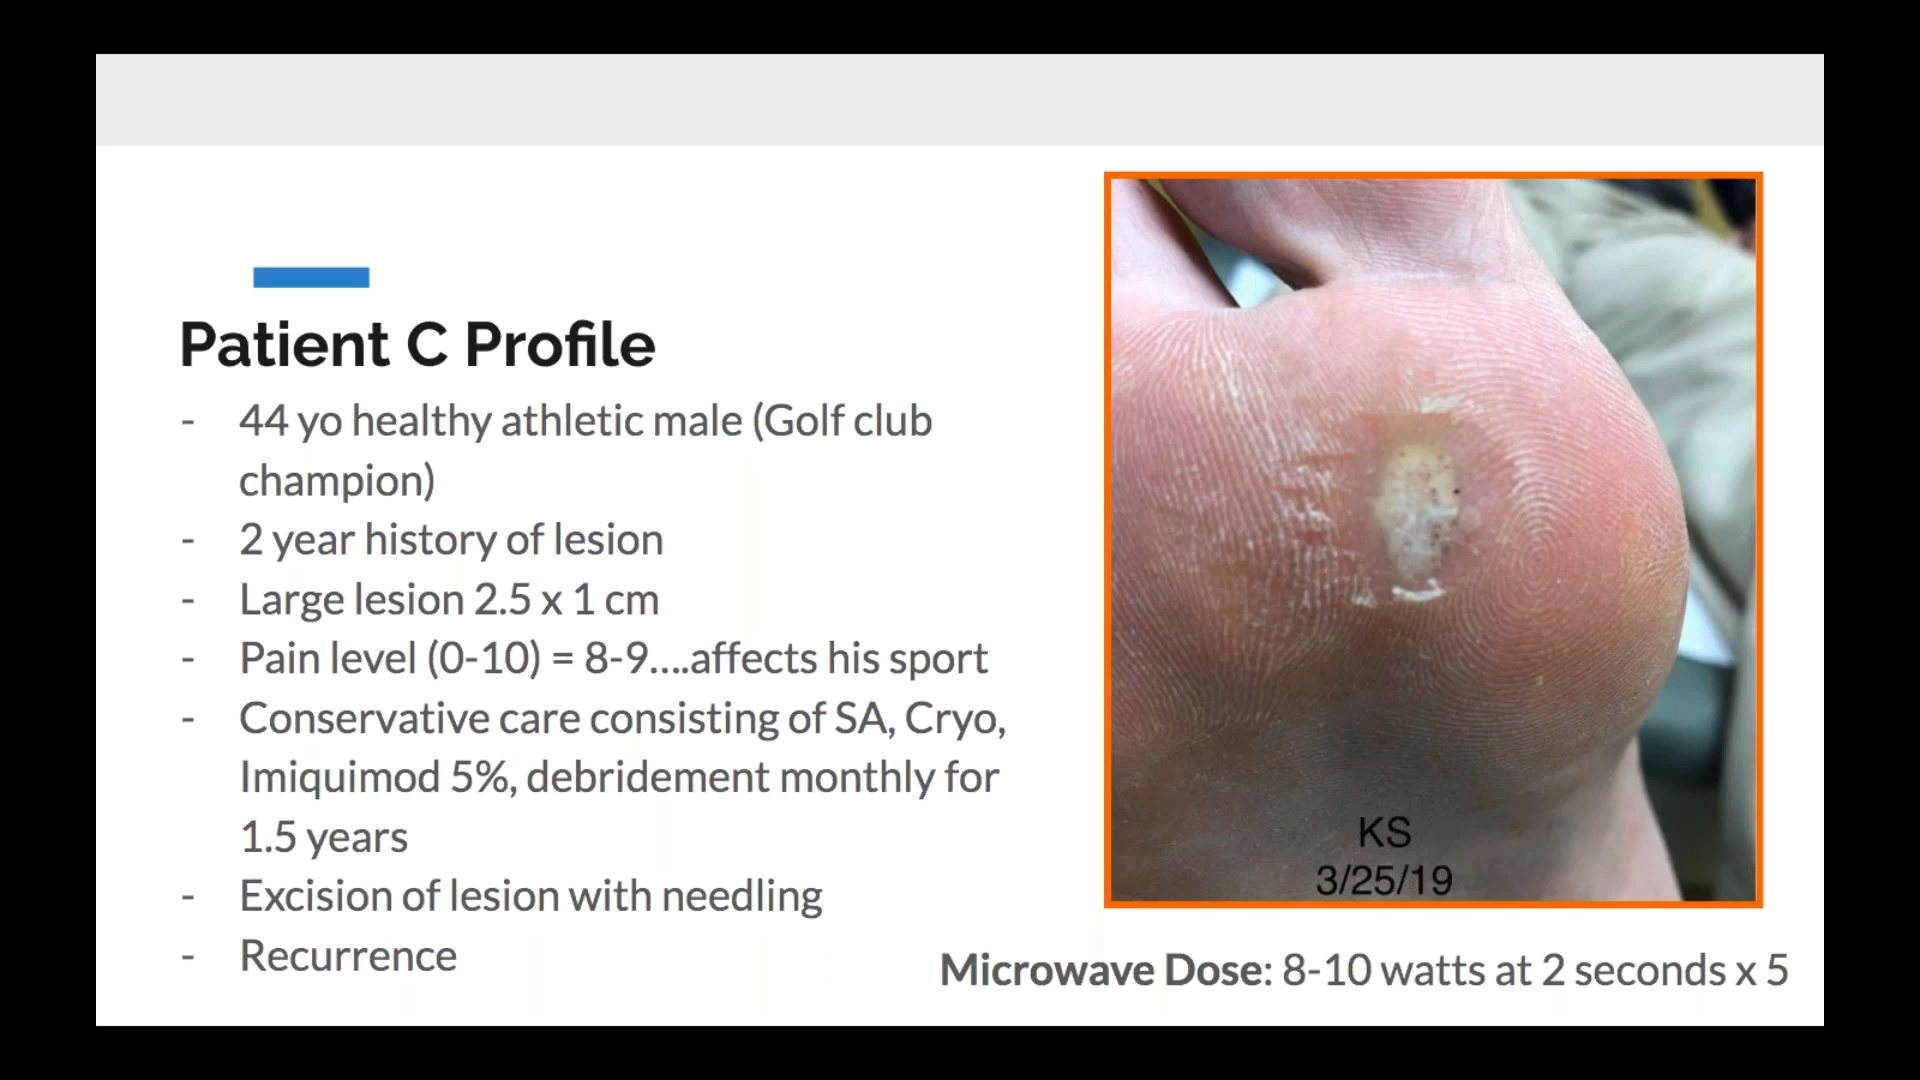 Patient C Profile
- 44 yo healthy athletic male (Golf club
champion)
- 2 year history of lesion
- Large lesion 2.5 x 1 cm
- Pain level (0-10) = 8-9....affects his sport
- Conservative care consisting of SA, Cryo,
Imiquimod 5%, debridement monthly for
1.5 years
- Excision of lesion with needling
- Recurrence
KS
3/25/19
Microwave Dose: 8-10 watts at 2 seconds x 5